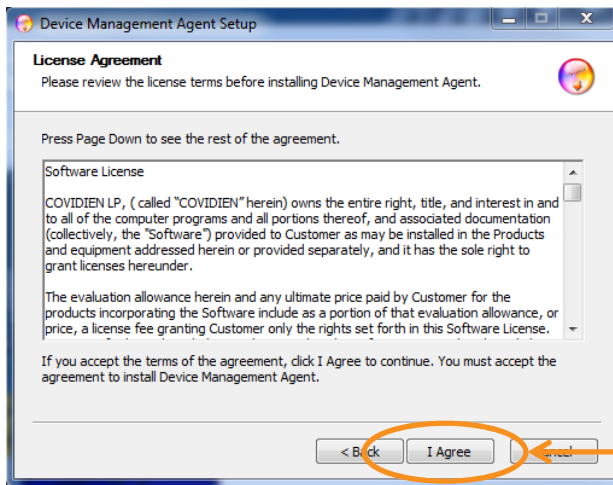 Device Management Agent Setup
License Agreement
Please review the license terms before installing Device Management Agent.
Press Page Down to see the rest of the agreement.
Software License
COVIDIEN LP, ( called “COVIDIEN” herein) owns the entire right, title, and interest in and
to all of the computer programs and all portions thereof, and associated documentation
(collectively, the "Software") provided to Customer as may be installed in the Products
and equipment addressed herein or provided separately, and it has the sole right to
grant licenses hereunder.
The evaluation allowance herein and any ultimate price paid by Customer for the
products incorporating the Software include as a portion of that evaluation allowance, or
price, a license fee granting Customer only the rights set forth in this Software License.
If you accept the terms of the agreement, click I Agree to continue. You must accept the
agreement to install Device Management Agent.
< Back I Agree Cancel